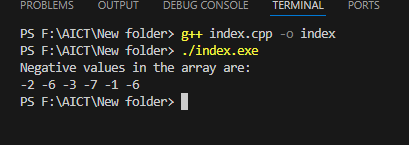 PROBLEMS OUTPUT DEBUG CONSOLE TERMINAL PORTS
PS F:\AICT\New folder> g++ index.cpp -o index
PS F:\AICT\New folder> ./index.exe
Negative values in the array are:
-2 -6 -3 -7 -1 -6
PS F:\AICT\New folder>